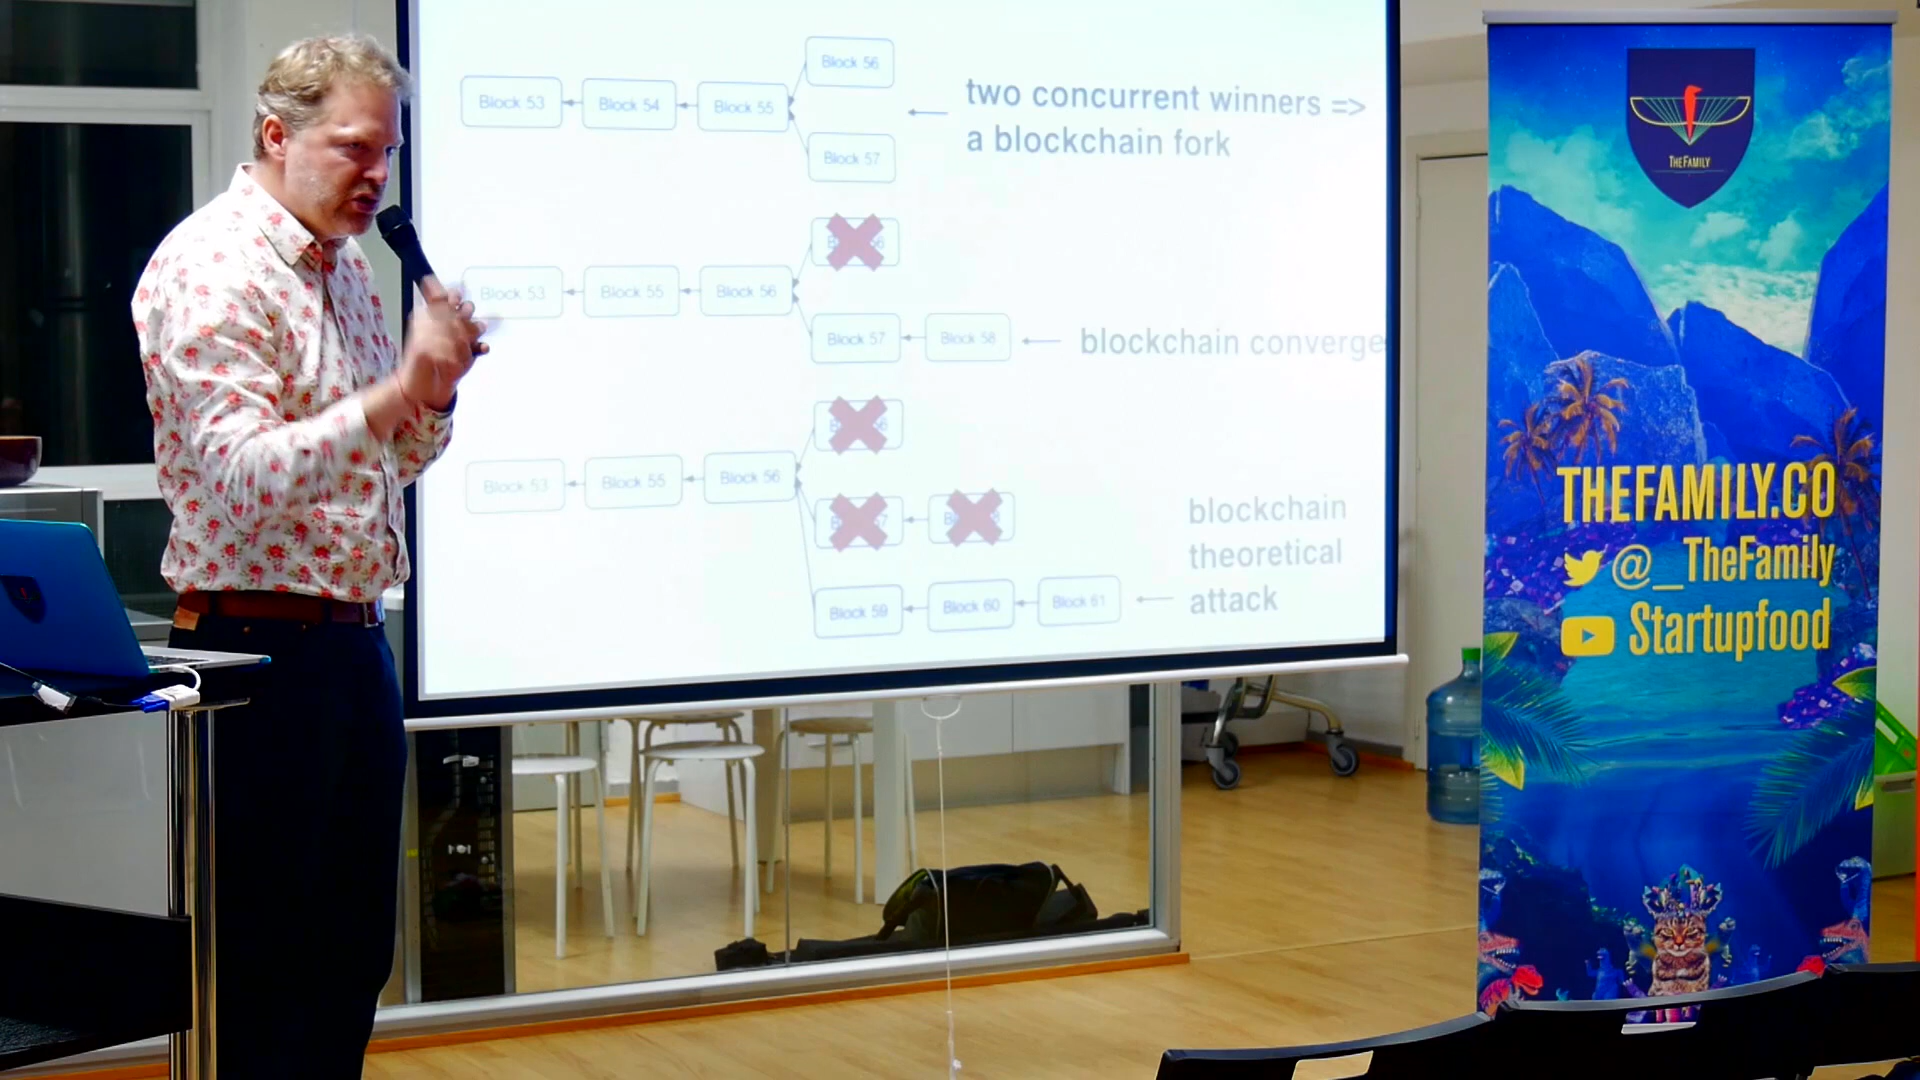 Block 53
Block 54
Block 55
Block 56
Block 57
two concurrent winners =>
a blockchain fork
Block 53
Block 55
Block 56
Block 57
Block 58
blockchain converge
Block 53
Block 55
Block 56
Block 59
Block 60
Block 61
blockchain
theoretical
attack
THE FAMILY
THEFAMILY.CO
@_TheFamily
Startupfood